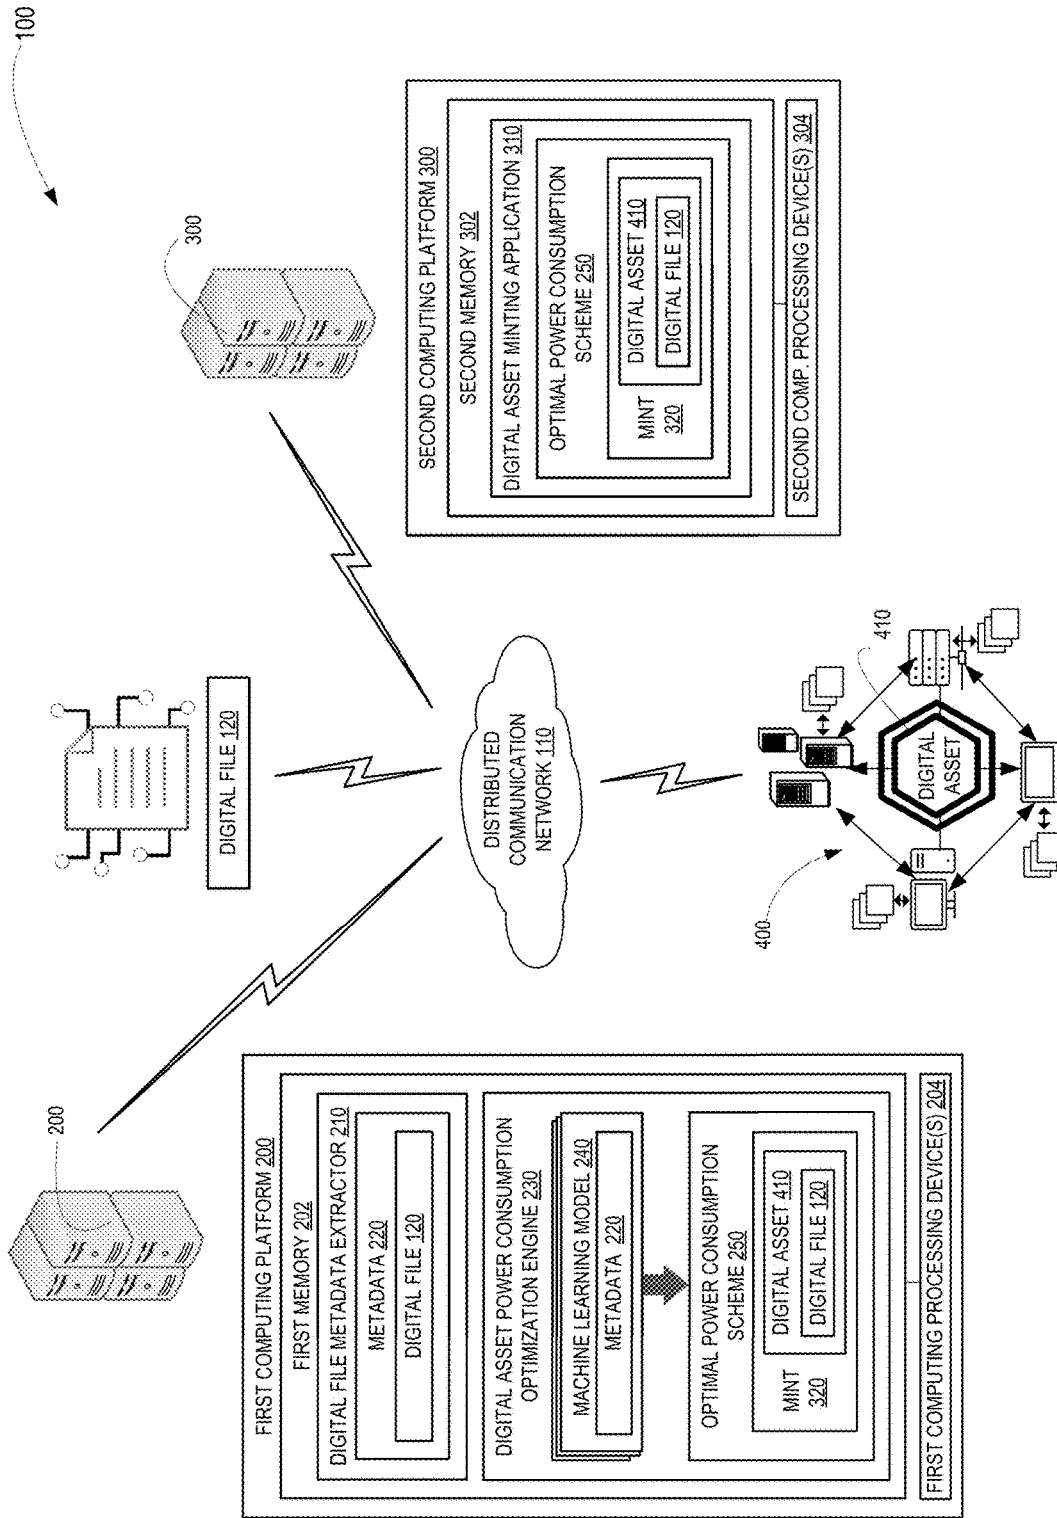 100
200
300
DIGITAL FILE 120
DISTRIBUTED
COMMUNICATION
NETWORK 110
FIRST COMPUTING PLATFORM 200
FIRST MEMORY 202
DIGITAL FILE METADATA EXTRACTOR 210
METADATA 220
DIGITAL FILE 120
DIGITAL ASSET POWER CONSUMPTION
OPTIMIZATION ENGINE 230
MACHINE LEARNING MODEL 240
METADATA 220
OPTIMAL POWER CONSUMPTION
SCHEME 250
MINT
320
DIGITAL ASSET 410
DIGITAL FILE 120
FIRST COMPUTING PROCESSING DEVICE(S) 204
400
410
DIGITAL
ASSET
SECOND COMPUTING PLATFORM 300
SECOND MEMORY 302
DIGITAL ASSET MINTING APPLICATION 310
OPTIMAL POWER CONSUMPTION
SCHEME 250
MINT
320
DIGITAL ASSET 410
DIGITAL FILE 120
SECOND COMP. PROCESSING DEVICE(S) 304